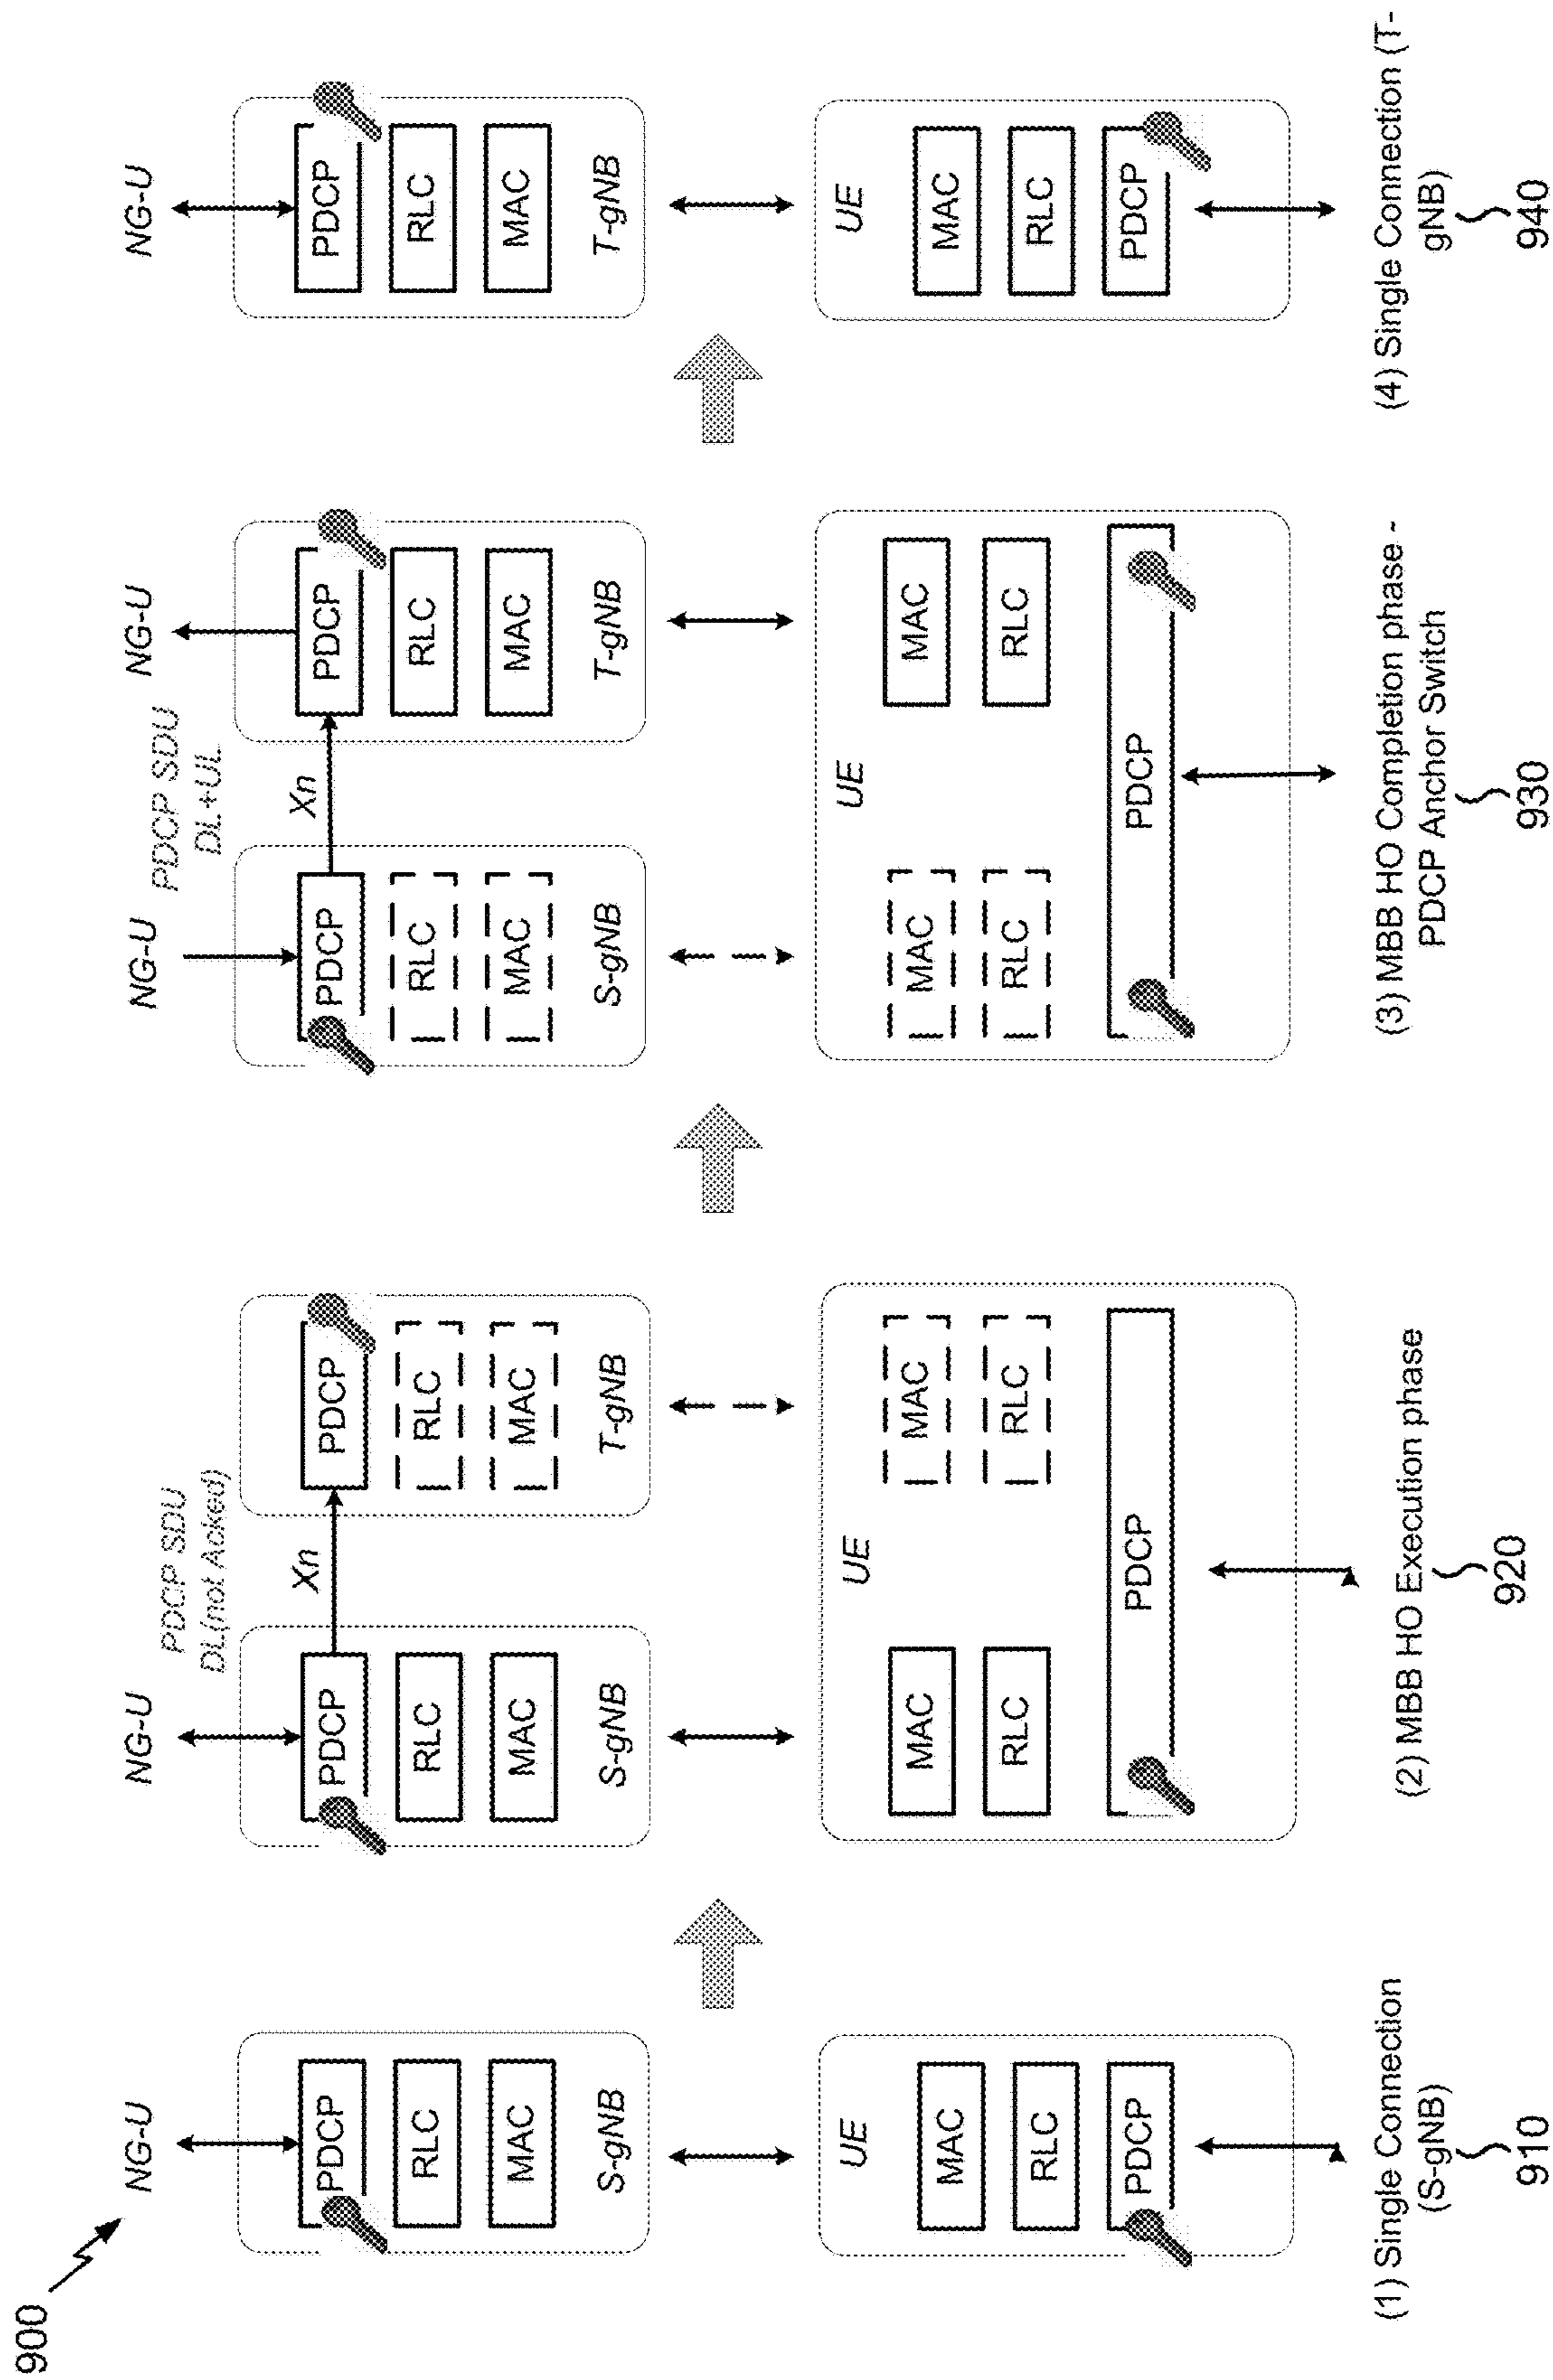 900
NG-U
PDCP
RLC
MAC
S-gNB
UE
MAC
RLC
PDCP
(1) Single Connection
(S-gNB)
910
NG-U
PDCP SDU
DL(not Acked)
Xn
PDCP
RLC
MAC
S-gNB
PDCP
RLC
MAC
T-gNB
UE
MAC
RLC
MAC
RLC
PDCP
(2) MBB HO Execution phase
920
NG-U
PDCP SDU
DL+UL
NG-U
Xn
PDCP
RLC
MAC
S-gNB
PDCP
RLC
MAC
T-gNB
UE
MAC
RLC
MAC
RLC
PDCP
(3) MBB HO Completion phase -
PDCP Anchor Switch
930
NG-U
PDCP
RLC
MAC
T-gNB
UE
MAC
RLC
PDCP
(4) Single Connection (T-
gNB)
940